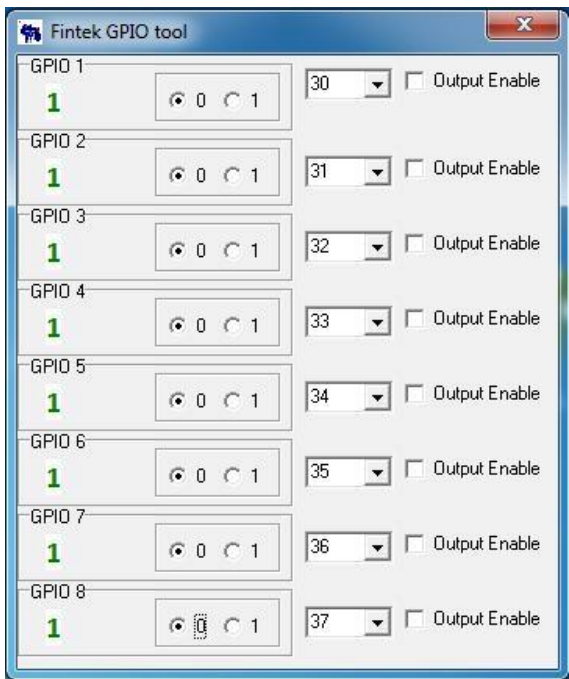 Fintek GPIO tool
GPIO 1
1 0 1 30 Output Enable
GPIO 2
1 0 1 31 Output Enable
GPIO 3
1 0 1 32 Output Enable
GPIO 4
1 0 1 33 Output Enable
GPIO 5
1 0 1 34 Output Enable
GPIO 6
1 0 1 35 Output Enable
GPIO 7
1 0 1 36 Output Enable
GPIO 8
1 0 1 37 Output Enable